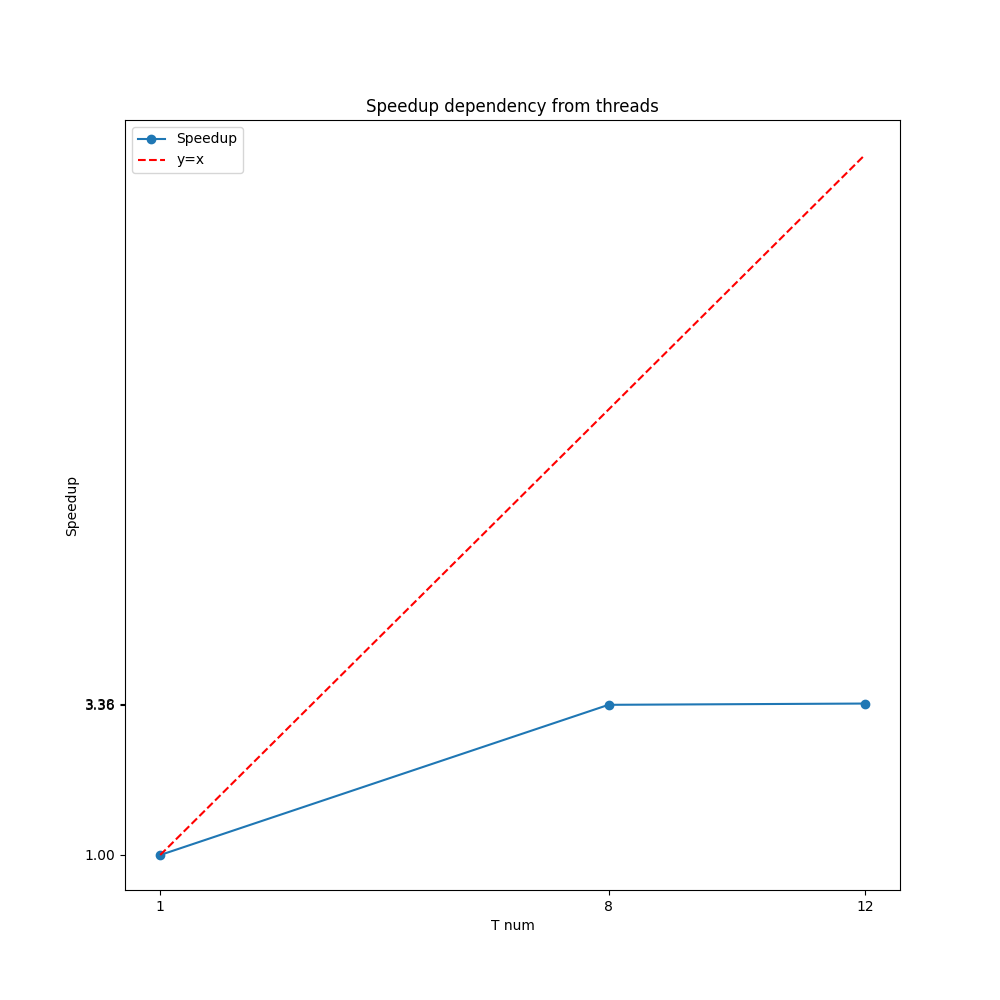 Speedup dependency from threads
Speedup
y=x
Speedup
3.36
1.00
1
8
12
T num